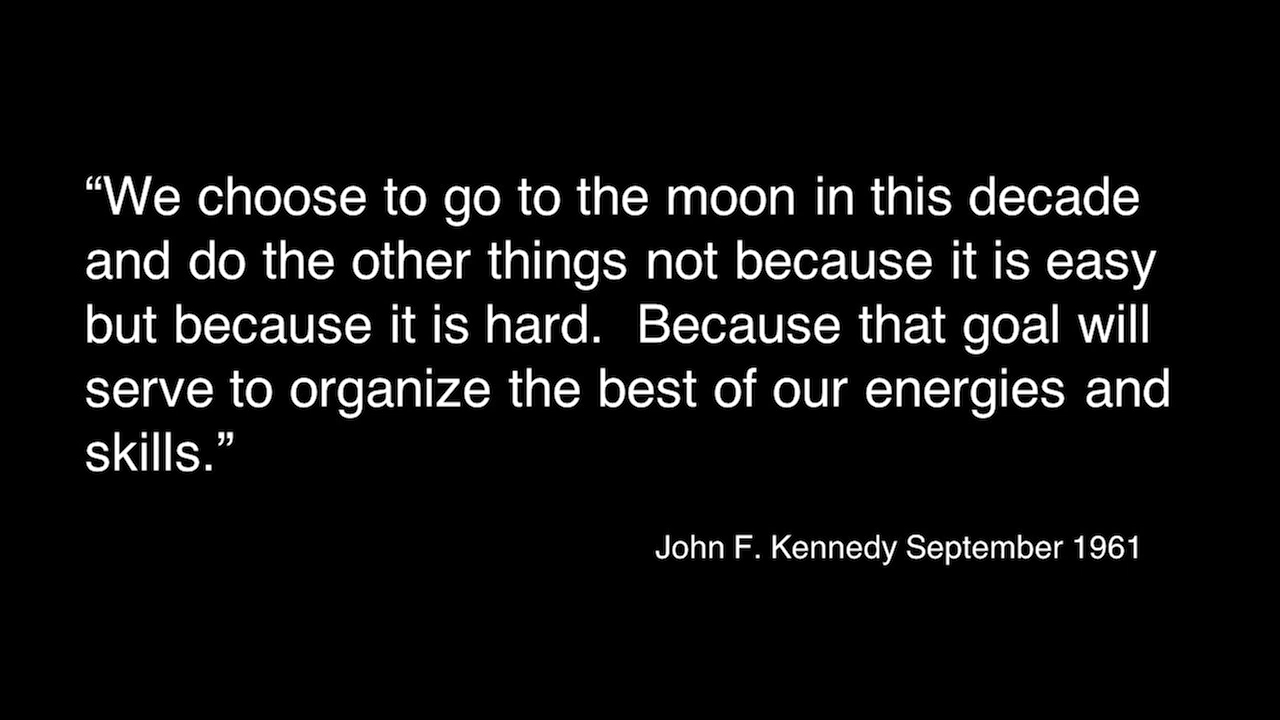 “We choose to go to the moon in this decade
and do the other things not because it is easy
but because it is hard.  Because that goal will
serve to organize the best of our energies and
skills.”
John F. Kennedy September 1961